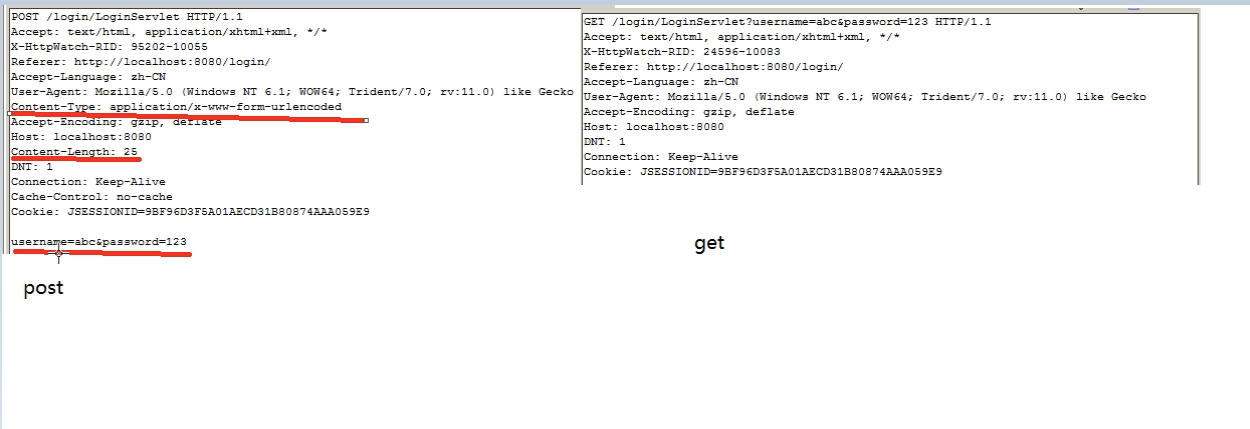 POST /login/LoginServlet HTTP/1.1
Accept: text/html, application/xhtml+xml, */*
X-HttpWatch-RID: 95202-10055
Referer: http://localhost:8080/login/
Accept-Language: zh-CN
User-Agent: Mozilla/5.0 (Windows NT 6.1; WOW64; Trident/7.0; rv:11.0) like Gecko
Content-Type: application/x-www-form-urlencoded
Accept-Encoding: gzip, deflate
Host: localhost:8080
Content-Length: 25
DNT: 1
Connection: Keep-Alive
Cache-Control: no-cache
Cookie: JSESSIONID=9BF96D3F5A01AECD31B80874AAA059E9
username=abc&password=123
post
GET /login/LoginServlet?username=abc&password=123 HTTP/1.1
Accept: text/html, application/xhtml+xml, */*
X-HttpWatch-RID: 24596-10083
Referer: http://localhost:8080/login/
Accept-Language: zh-CN
User-Agent: Mozilla/5.0 (Windows NT 6.1; WOW64; Trident/7.0; rv:11.0) like Gecko
Accept-Encoding: gzip, deflate
Host: localhost:8080
DNT: 1
Connection: Keep-Alive
Cookie: JSESSIONID=9BF96D3F5A01AECD31B80874AAA059E9
get